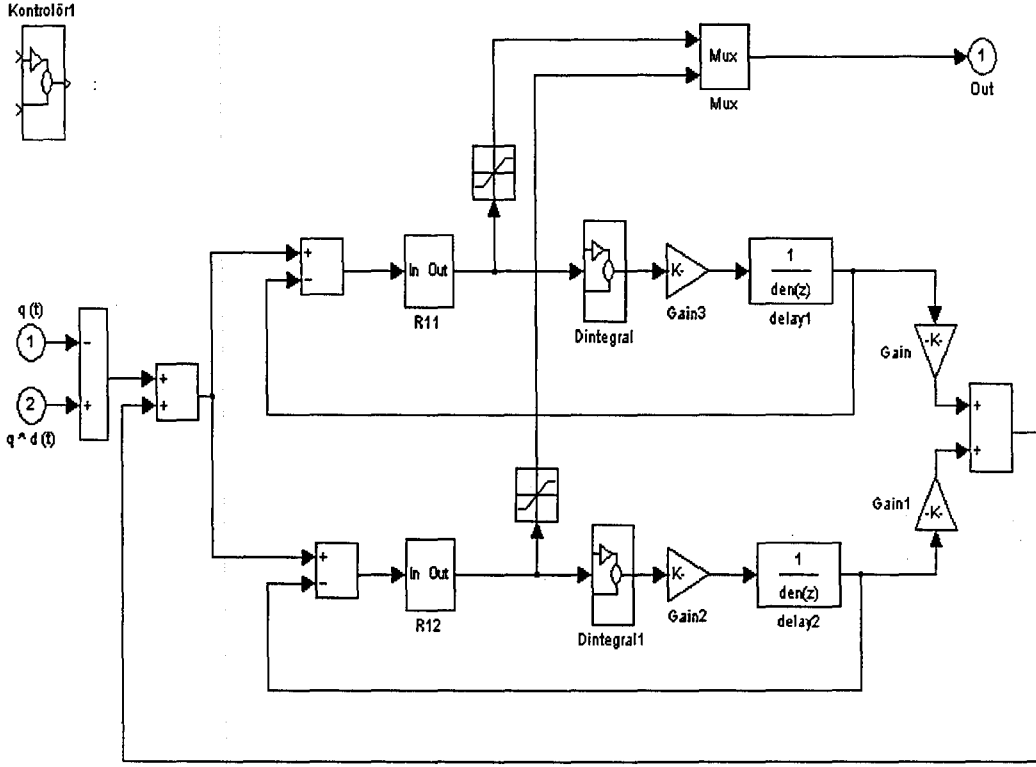 Kontrolör1
Mux
Mux
1
Out
+
−
In Out
R11
Dintegral
K-
Gain3
1
den(z)
delay1
q (t)
1
−
2
+
q ^ d (t)
+
+
Gain
-K-
+
+
Gain1
-K-
+
−
In Out
R12
Dintegral1
K-
Gain2
1
den(z)
delay2